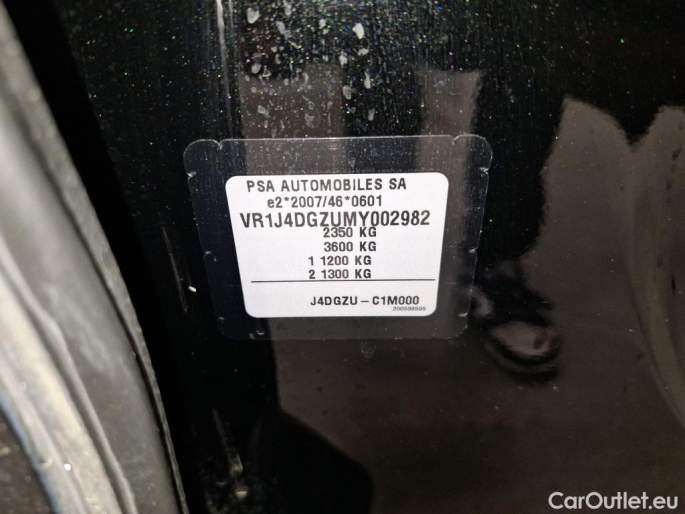 PSA AUTOMOBILES SA
e2*2007/46*0601
VR1J4DGZUMY002982
2350 KG
3600 KG
1 1200 KG
2 1300 KG
J4DGZU – C1M000
CarOutlet.eu